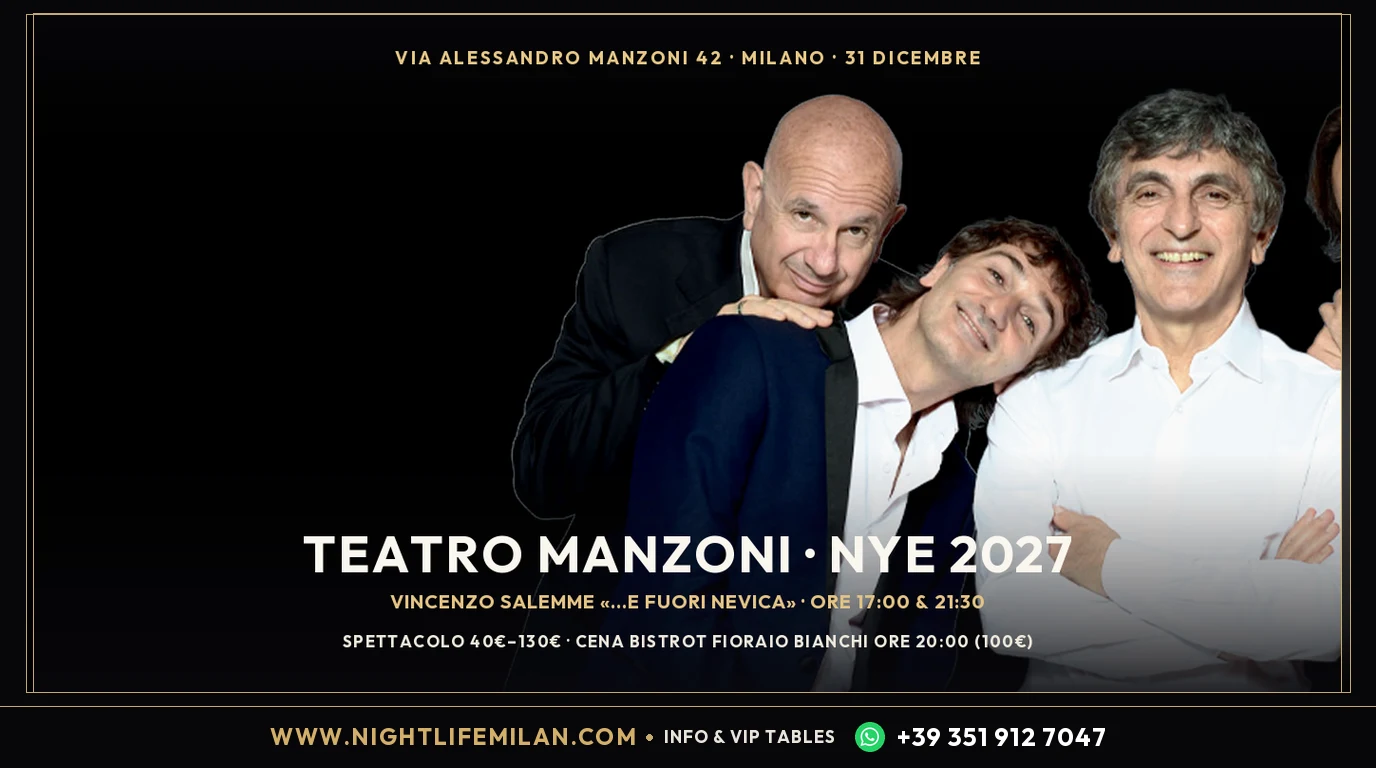 VIA ALESSANDRO MANZONI 42 · MILANO · 31 DICEMBRE
TEATRO MANZONI · NYE 2027
VINCENZO SALEMME «...E FUORI NEVICA» · ORE 17:00 & 21:30
SPETTACOLO 40€–130€ · CENA BISTROT FIORAIO BIANCHI ORE 20:00 (100€)
WWW.NIGHTLIFEMILAN.COM • INFO & VIP TABLES +39 351 912 7047